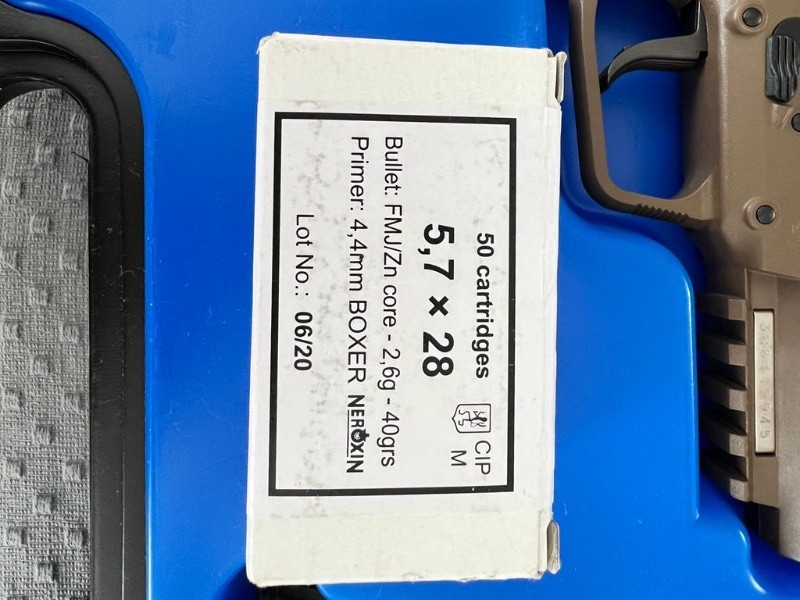 50 cartridges
5,7 × 28
CIP
M
Bullet: FMJ/Zn core - 2,6g - 40grs
Primer: 4,4mm BOXER NEROXIN
Lot No.: 06/20